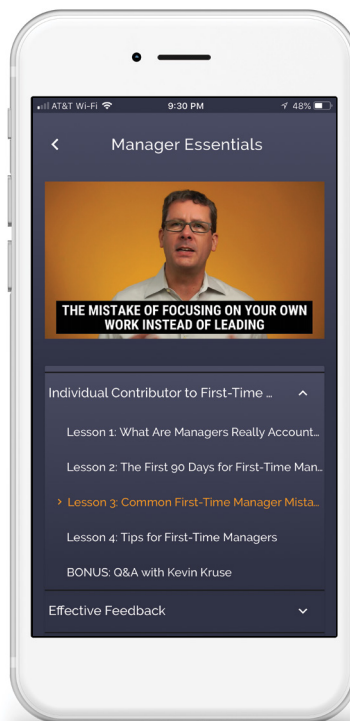 AT&T Wi-Fi 9:30 PM 48%
Manager Essentials
THE MISTAKE OF FOCUSING ON YOUR OWN
WORK INSTEAD OF LEADING
Individual Contributor to First-Time ...
Lesson 1: What Are Managers Really Account...
Lesson 2: The First 90 Days for First-Time Man...
> Lesson 3: Common First-Time Manager Mista...
Lesson 4: Tips for First-Time Managers
BONUS: Q&A with Kevin Kruse
Effective Feedback